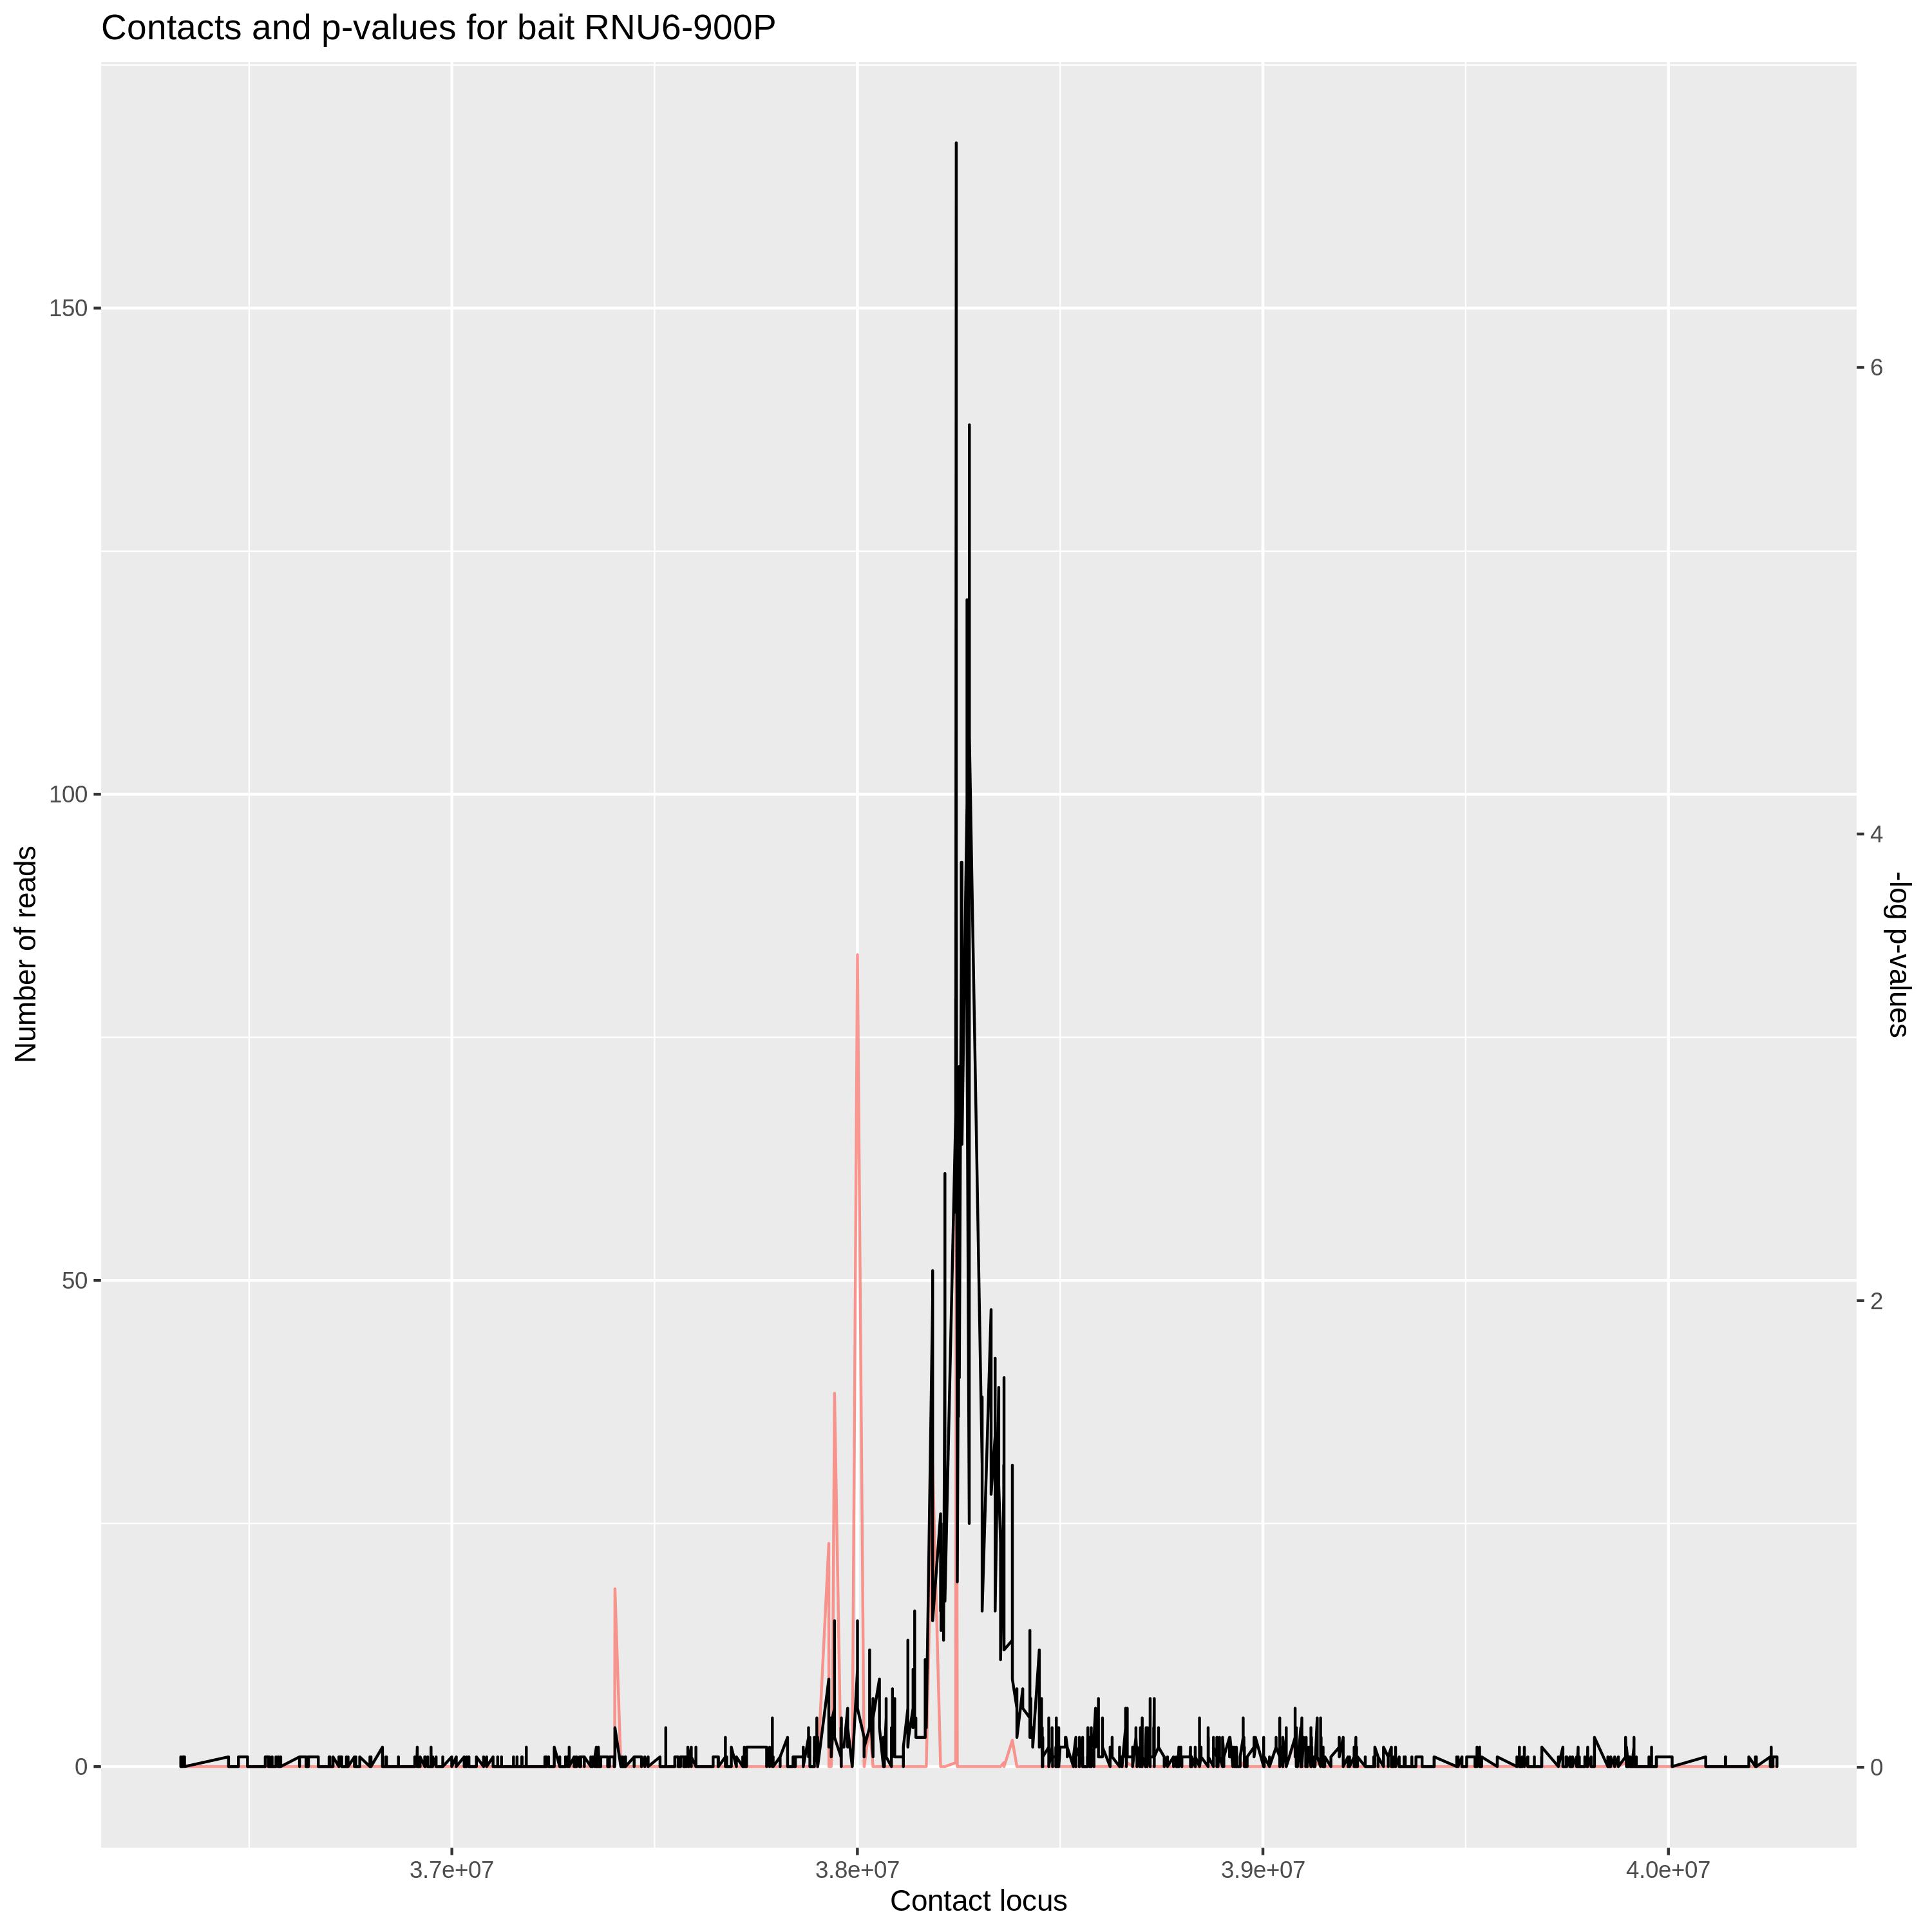 Contacts and p-values for bait RNU6-900P
150
100
50
0
6
4
2
0
Number of reads
-log p-values
3.7e+07
3.8e+07
3.9e+07
4.0e+07
Contact locus